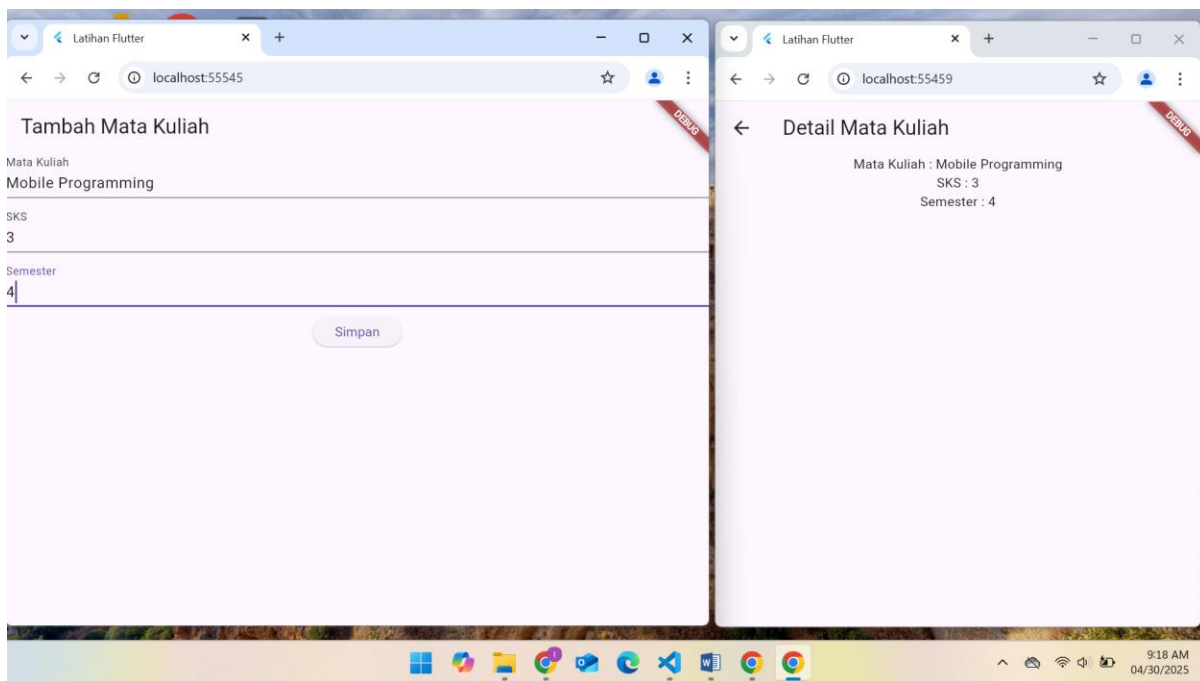 Latihan Flutter
localhost:55545
DEBUG
Tambah Mata Kuliah
Mata Kuliah
Mobile Programming
SKS
3
Semester
4
Simpan
Latihan Flutter
localhost:55459
DEBUG
Detail Mata Kuliah
Mata Kuliah : Mobile Programming
SKS : 3
Semester : 4
9:18 AM
04/30/2025